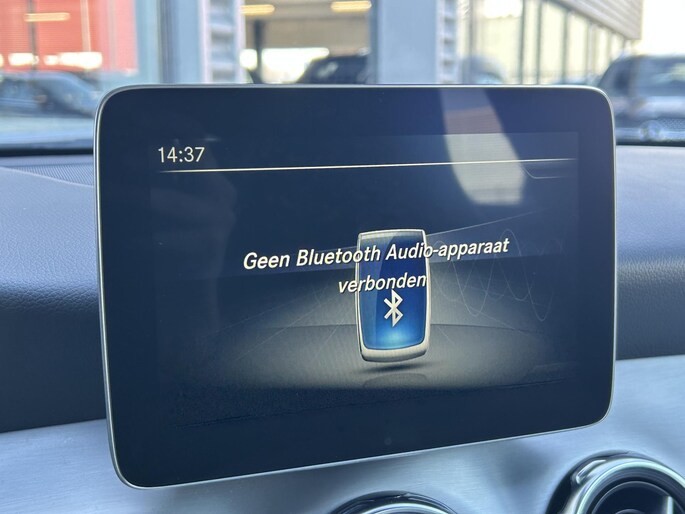 14:37
Geen Bluetooth Audio-apparaat
verbonden